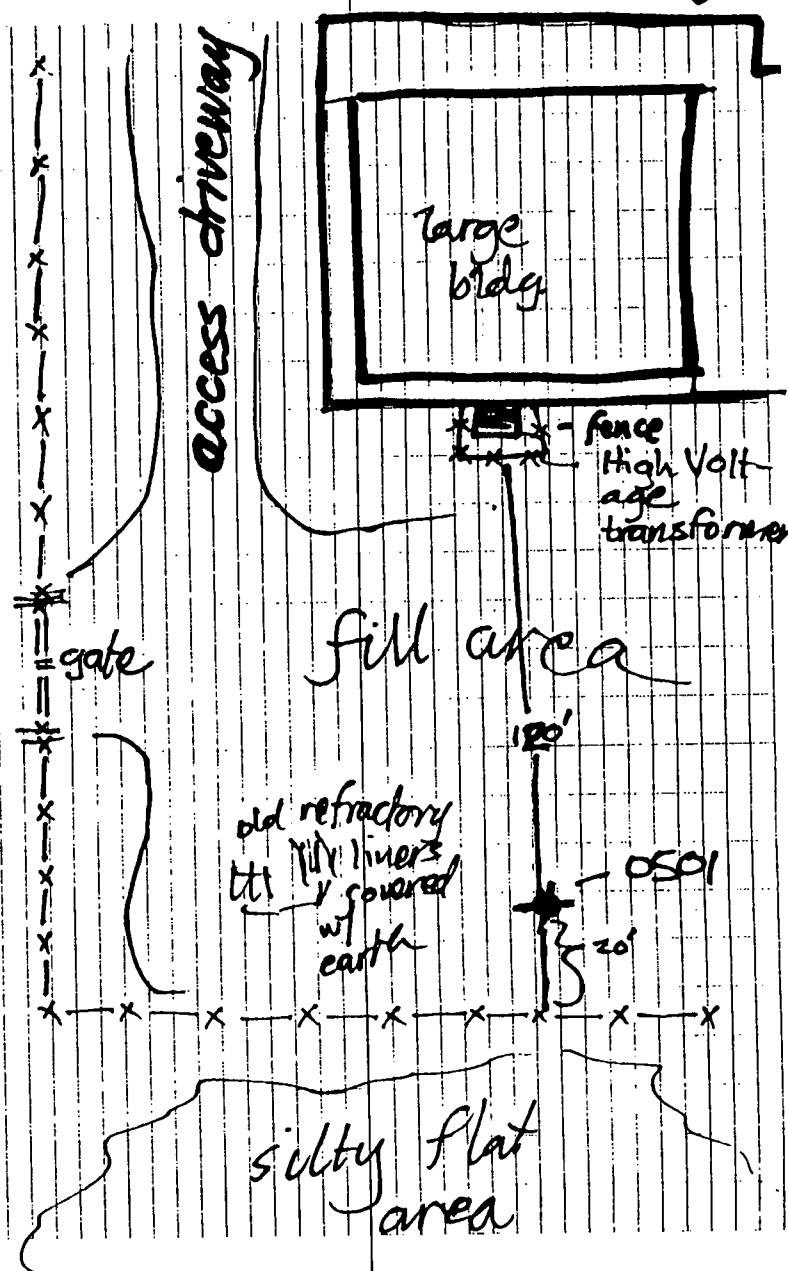 access driveway
large
bldg
fence
High Volt-
age
transformer
fill area
gate
old refractory
liners
covered
w/
earth
0501
20'
silty flat
area